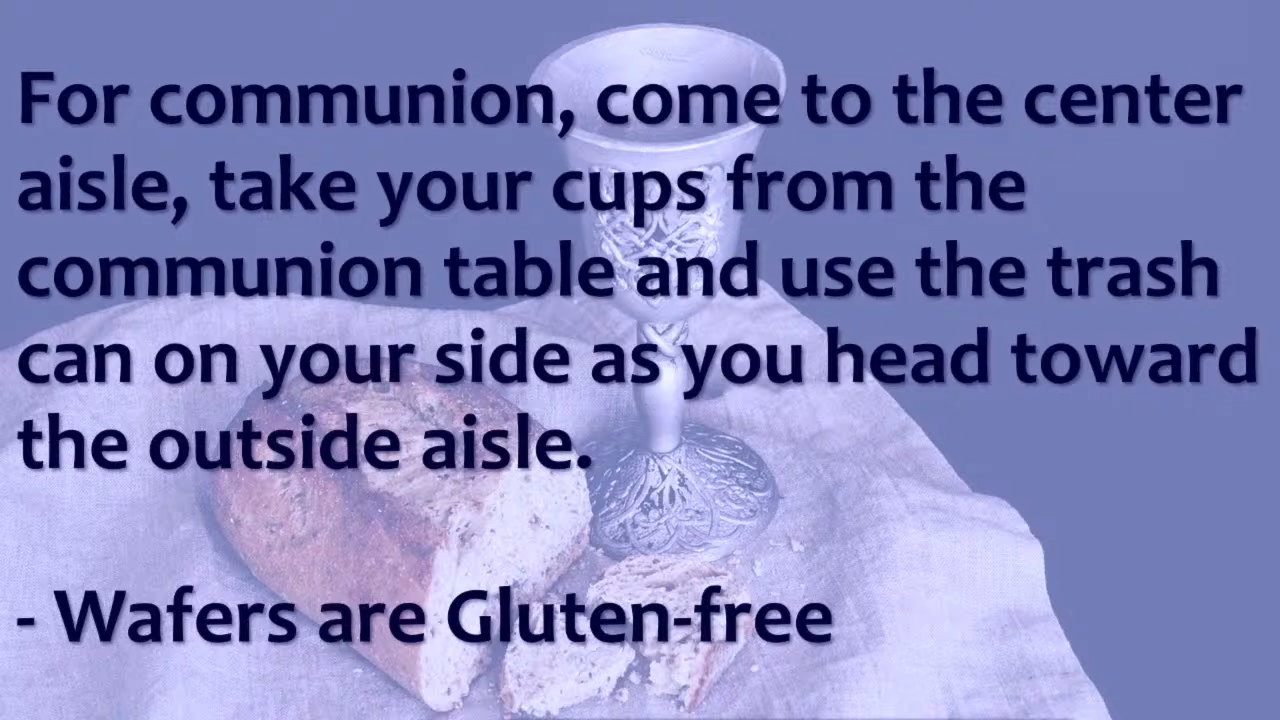 For communion, come to the center
aisle, take your cups from the
communion table and use the trash
can on your side as you head toward
the outside aisle.
- Wafers are Gluten-free